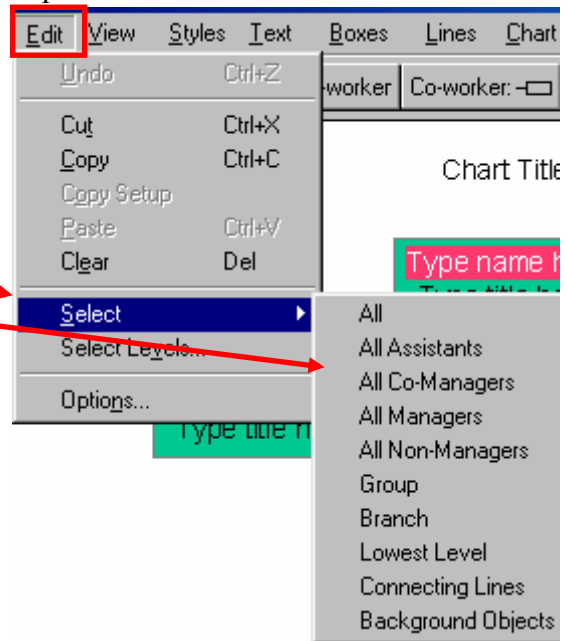 Edit View Styles Text Boxes Lines Chart
Undo Ctrl+Z
-worker Co-worker:
Cut Ctrl+X
Copy Ctrl+C
Chart Title
Copy Setup
Paste Ctrl+V
Clear Del
Type name h
Select
All
Select Levels...
All Assistants
All Co-Managers
Options...
All Managers
Type title h
All Non-Managers
Group
Branch
Lowest Level
Connecting Lines
Background Objects